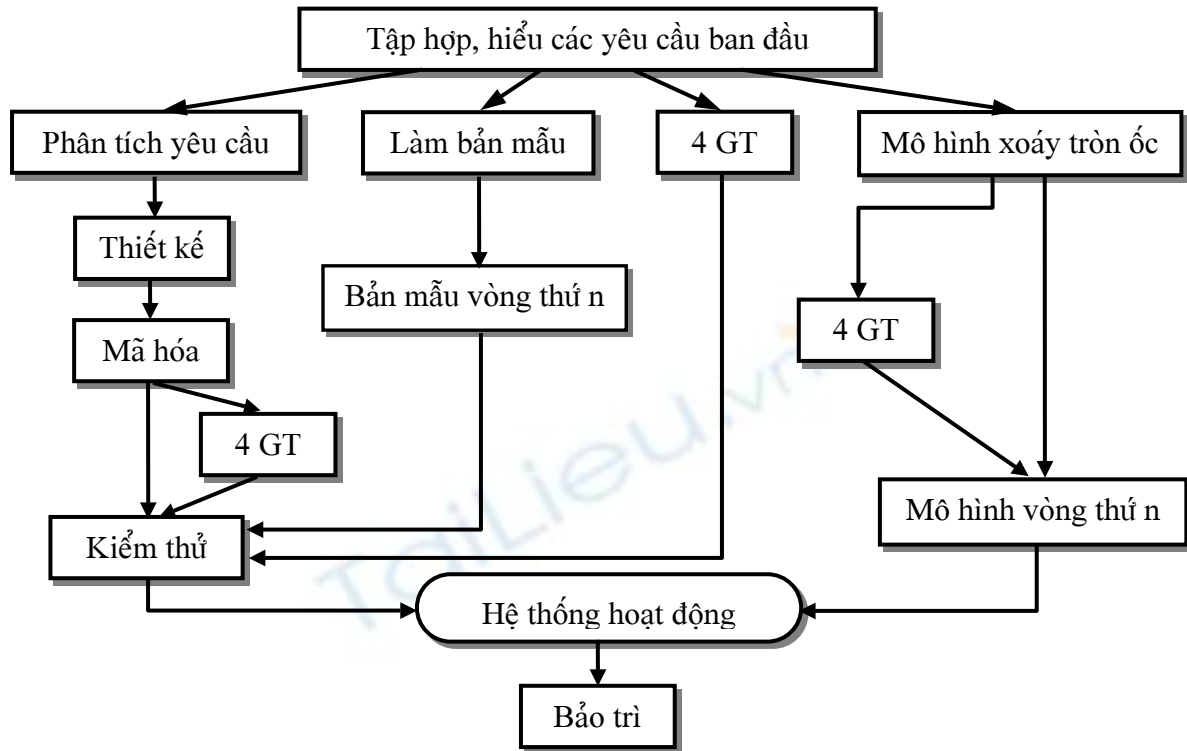 Tập hợp, hiểu các yêu cầu ban đầu
Phân tích yêu cầu
Làm bản mẫu
4 GT
Mô hình xoáy tròn ốc
Thiết kế
Bản mẫu vòng thứ n
4 GT
Mã hóa
4 GT
Mô hình vòng thứ n
Kiểm thử
Hệ thống hoạt động
Bảo trì
TaiLieu.vn